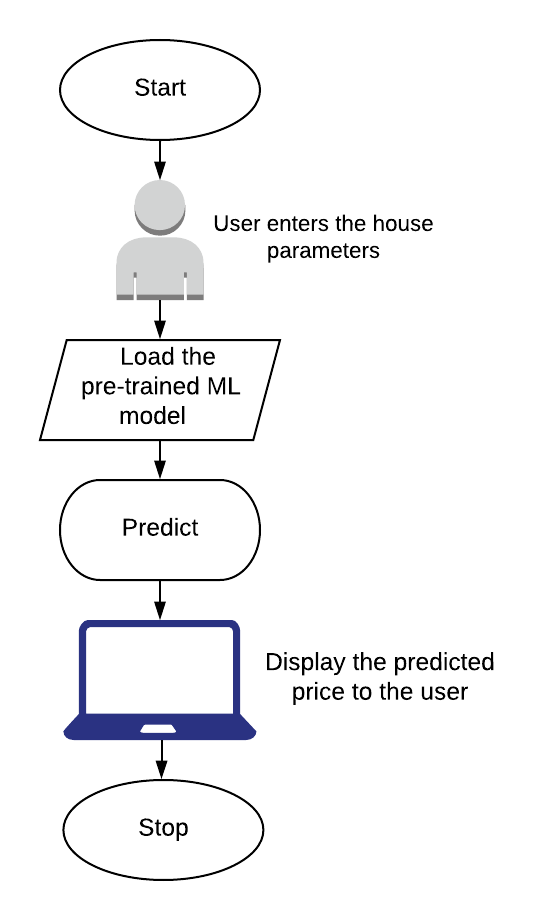 Start
User enters the house
parameters
Load the
pre-trained ML
model
Predict
Display the predicted
price to the user
Stop